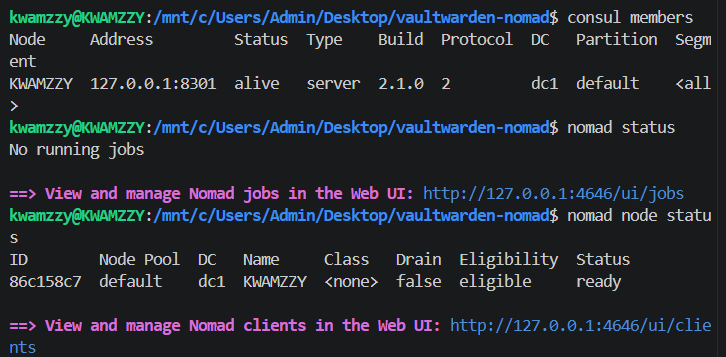 kwamzzy@KWAMZZY:/mnt/c/Users/Admin/Desktop/vaultwarden-nomad$ consul members
Node     Address         Status  Type    Build  Protocol  DC   Partition  Segm
ent
KWAMZZY  127.0.0.1:8301  alive   server  2.1.0  2         dc1  default    <all
>
kwamzzy@KWAMZZY:/mnt/c/Users/Admin/Desktop/vaultwarden-nomad$ nomad status
No running jobs

==> View and manage Nomad jobs in the Web UI: http://127.0.0.1:4646/ui/jobs
kwamzzy@KWAMZZY:/mnt/c/Users/Admin/Desktop/vaultwarden-nomad$ nomad node statu
s
ID        Node Pool  DC   Name     Class   Drain  Eligibility  Status
86c158c7  default    dc1  KWAMZZY  <none>  false  eligible     ready

==> View and manage Nomad clients in the Web UI: http://127.0.0.1:4646/ui/clie
nts